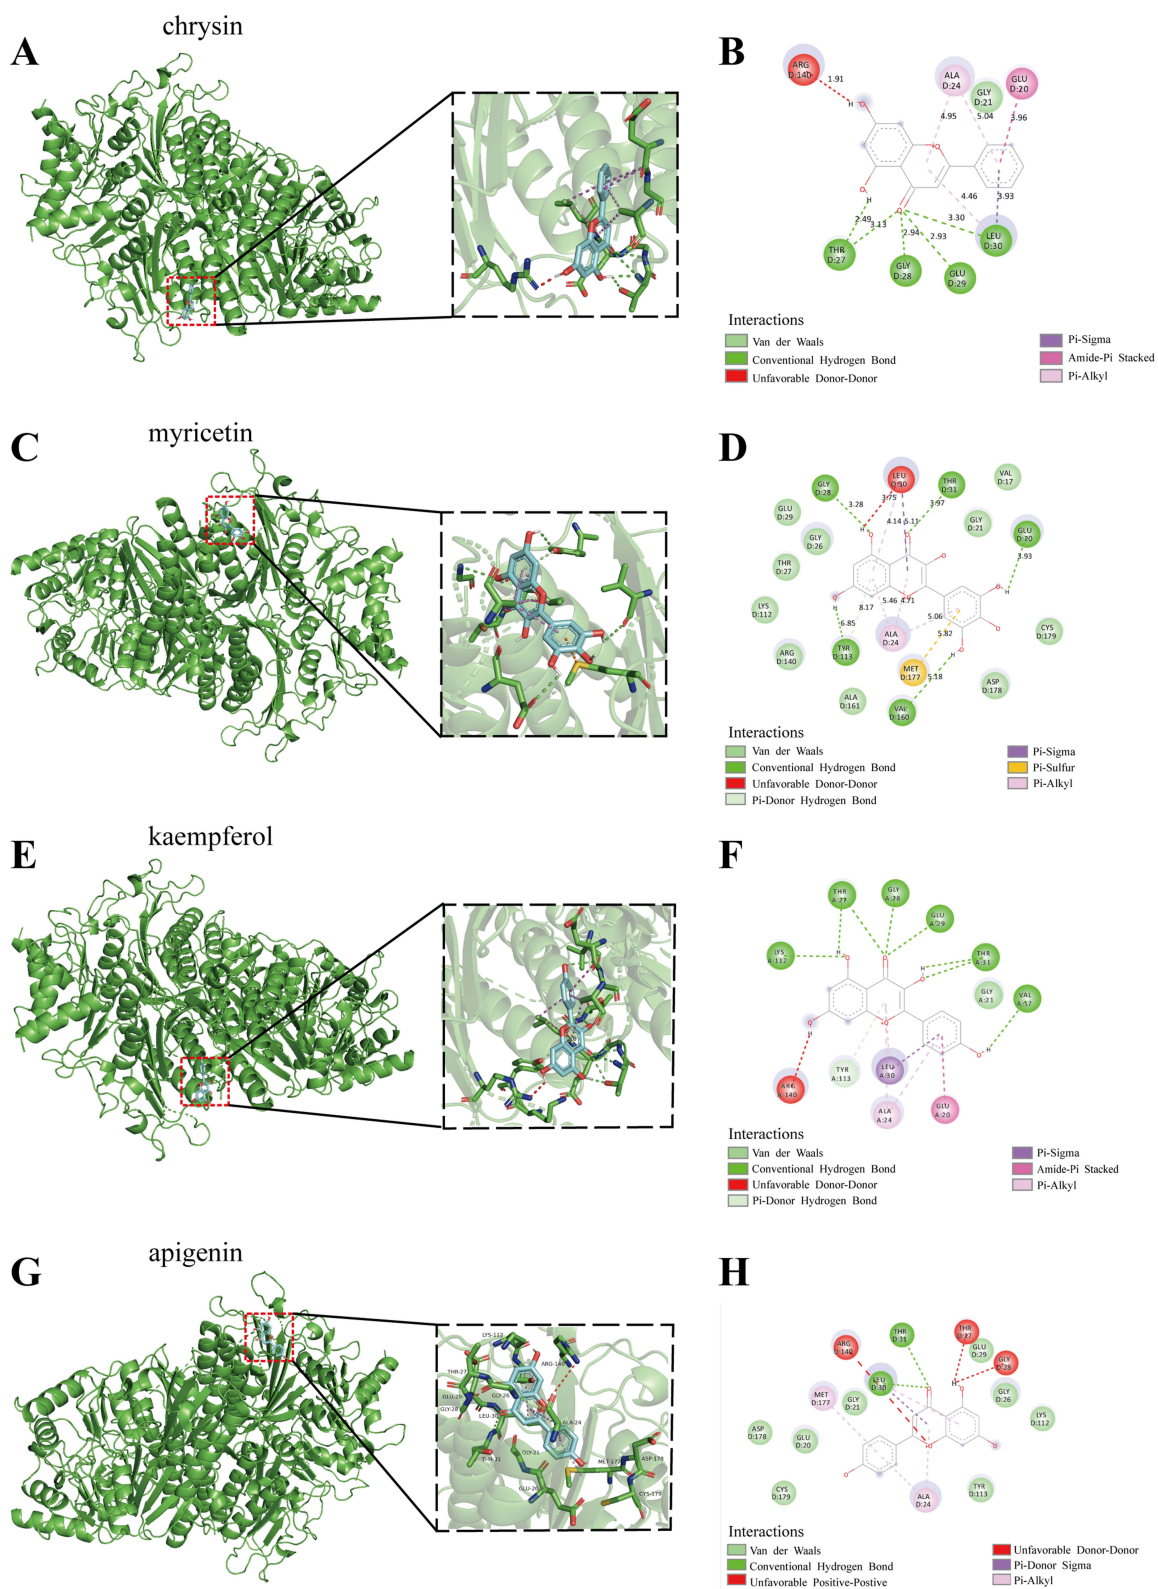 chrysin
A
B
ARG
D:140
1.91
ALA
D:24
GLY
D:21
GLU
D:20
4.95
5.04
3.96
4.46
3.93
2.49
3.13
3.30
2.94
2.93
THR
D:27
GLY
D:28
GLU
D:29
LEU
D:30
Interactions
Van der Waals
Conventional Hydrogen Bond
Unfavorable Donor-Donor
Pi-Sigma
Amide-Pi Stacked
Pi-Alkyl
myricetin
C
D
GLY
D:28
LEU
D:30
THR
D:31
VAL
D:17
GLU
D:29
3.28
3.75
3.97
GLY
D:26
4.14
5.11
GLY
D:21
GLU
D:20
3.93
THR
D:27
LYS
D:112
8.17
5.46
4.71
6.85
5.06
5.82
ARG
D:140
TYR
D:113
ALA
D:24
MET
D:177
5.18
CYS
D:179
ASP
D:178
ALA
D:161
VAL
D:160
Interactions
Van der Waals
Conventional Hydrogen Bond
Unfavorable Donor-Donor
Pi-Donor Hydrogen Bond
Pi-Sigma
Pi-Sulfur
Pi-Alkyl
kaempferol
E
F
THR
A:27
GLY
A:28
GLU
A:29
LYS
A:112
THR
A:31
GLY
A:21
VAL
A:17
TYR
A:113
LEU
A:30
ARG
A:140
ALA
A:24
GLU
A:20
Interactions
Van der Waals
Conventional Hydrogen Bond
Unfavorable Donor-Donor
Pi-Donor Hydrogen Bond
Pi-Sigma
Amide-Pi Stacked
Pi-Alkyl
apigenin
G
H
LYS-112
THR-27
ARG-140
GLU-29
GLY-26
GLY-28
LEU-30
ALA-24
THR-31
GLY-21
MET-177
ASP-178
GLU-20
CYS-179
ARG
D:140
THR
D:31
THR
D:27
GLU
D:29
GLY
D:28
LEU
D:30
MET
D:177
GLY
D:21
GLY
D:26
LYS
D:112
ASP
D:178
GLU
D:20
CYS
D:179
ALA
D:24
TYR
D:113
Interactions
Van der Waals
Conventional Hydrogen Bond
Unfavorable Positive-Postive
Unfavorable Donor-Donor
Pi-Donor Sigma
Pi-Alkyl